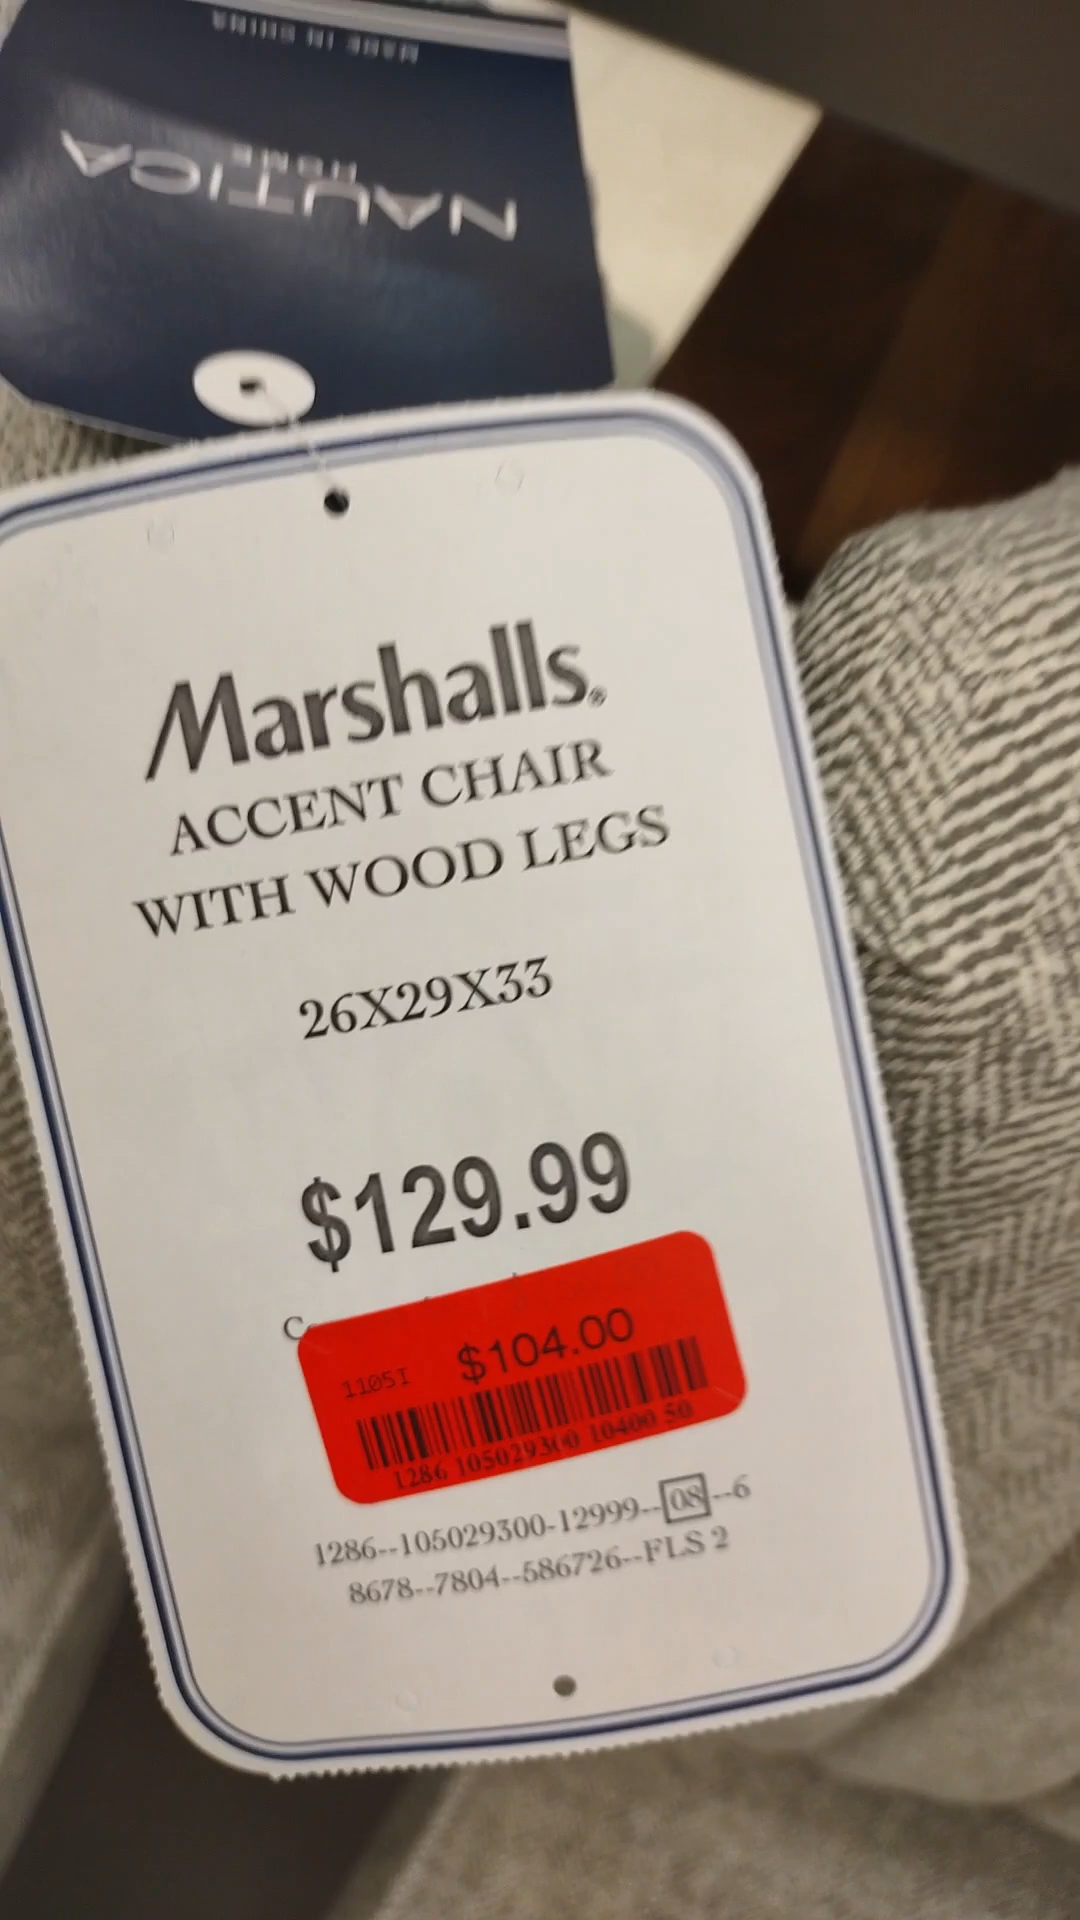 MADE IN CHINA
HOME
NAUTICA
Marshalls®
ACCENT CHAIR
WITH WOOD LEGS
26X29X33
$129.99
$104.00
1105I
1286 105029300 10400 50
1286--105029300-12999--08--6
8678--7804--586726--FLS 2